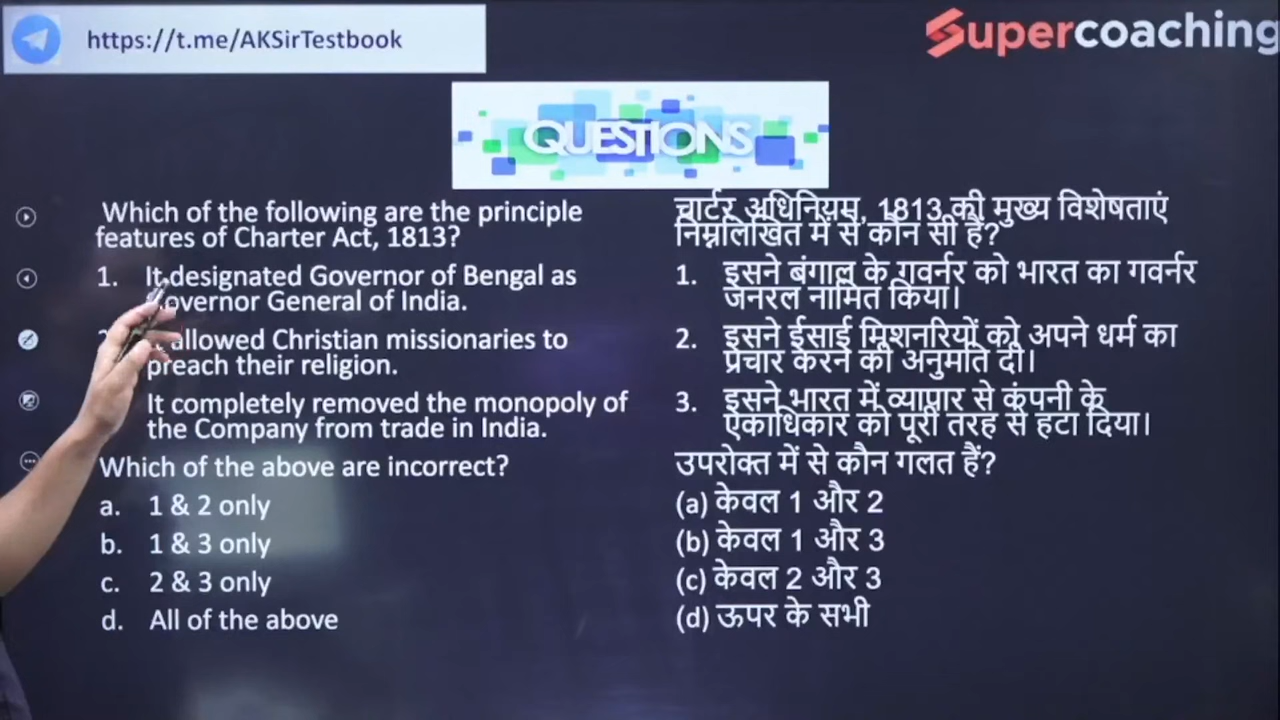 https://t.me/AKSirTestbook
Supercoaching
QUESTIONS
Which of the following are the principle
features of Charter Act, 1813?
1. It designated Governor of Bengal as
Governor General of India.
It allowed Christian missionaries to
preach their religion.
It completely removed the monopoly of
the Company from trade in India.
Which of the above are incorrect?
a. 1 & 2 only
b. 1 & 3 only
c. 2 & 3 only
d. All of the above
चार्टर अधिनियम, 1813 की मुख्य विशेषताएं
निम्नलिखित में से कौन सी हैं?
1. इसने बंगाल के गवर्नर को भारत का गवर्नर
जनरल नामित किया।
2. इसने ईसाई मिशनरियों को अपने धर्म का
प्रचार करने की अनुमति दी।
3. इसने भारत में व्यापार से कंपनी के
एकाधिकार को पूरी तरह से हटा दिया।
उपरोक्त में से कौन गलत हैं?
(a) केवल 1 और 2
(b) केवल 1 और 3
(c) केवल 2 और 3
(d) ऊपर के सभी